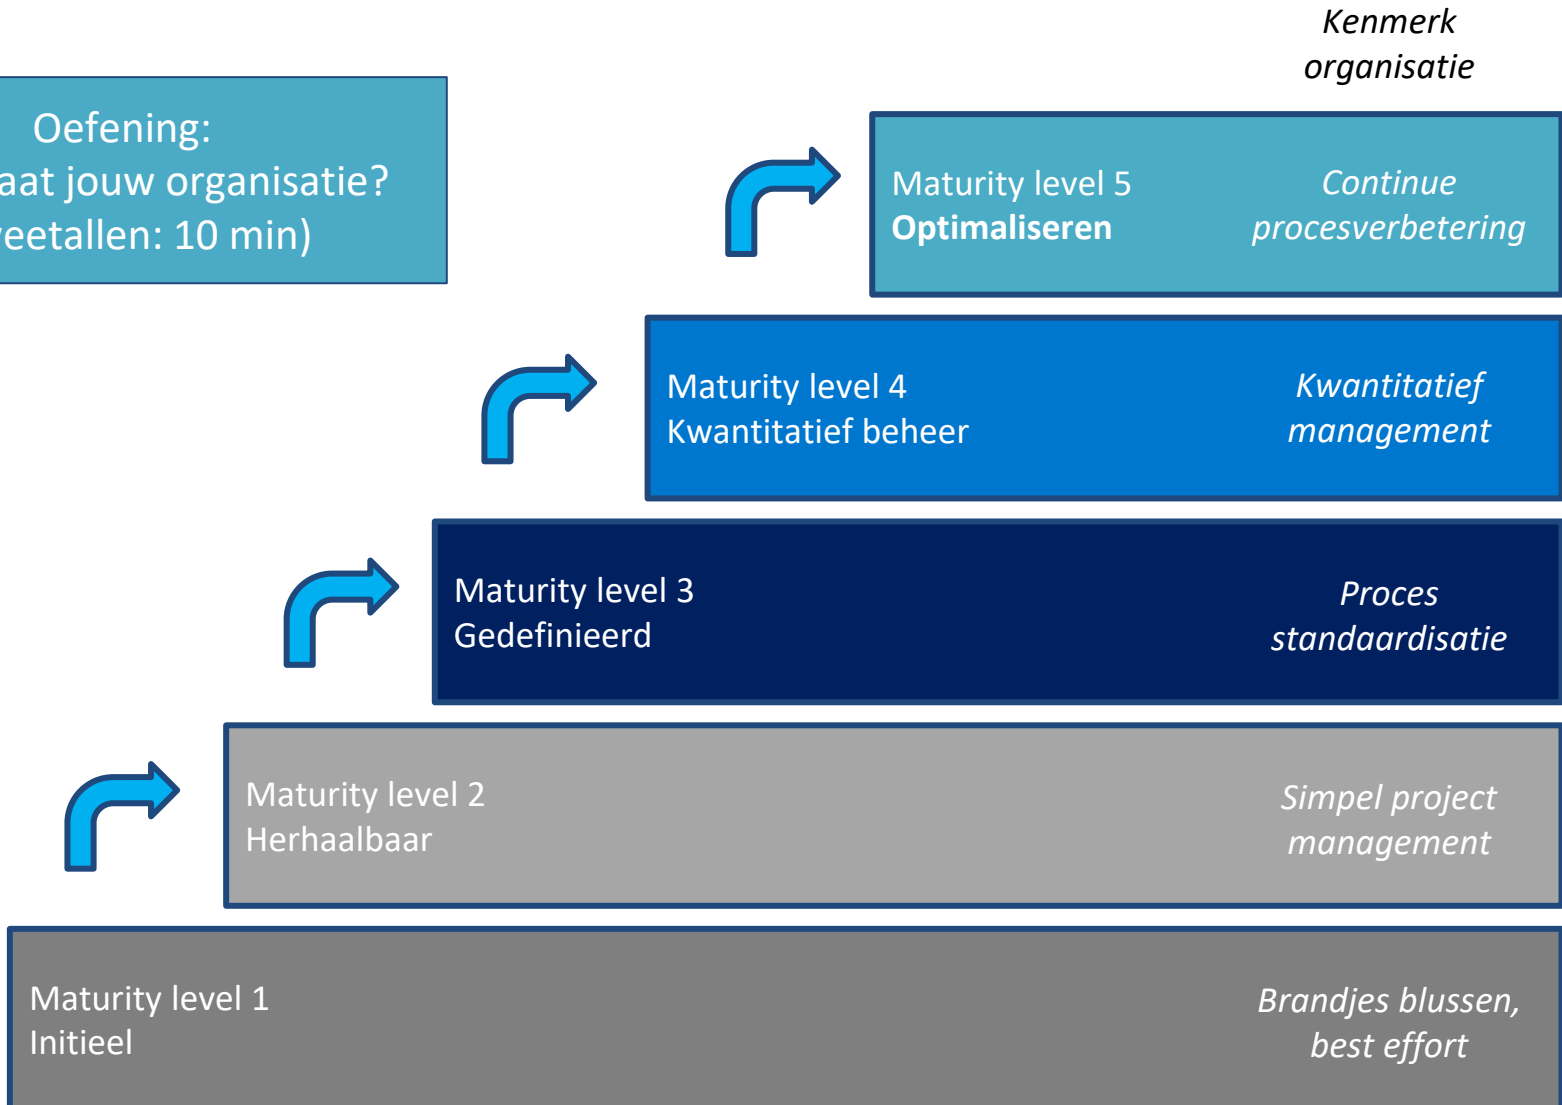 Kenmerk
organisatie
Oefening:
aat jouw organisatie?
eetallen: 10 min)
Maturity level 5
Optimaliseren
Continue
procesverbetering
Maturity level 4
Kwantitatief beheer
Kwantitatief
management
Maturity level 3
Gedefinieerd
Proces
standaardisatie
Maturity level 2
Herhaalbaar
Simpel project
management
Maturity level 1
Initieel
Brandjes blussen,
best effort